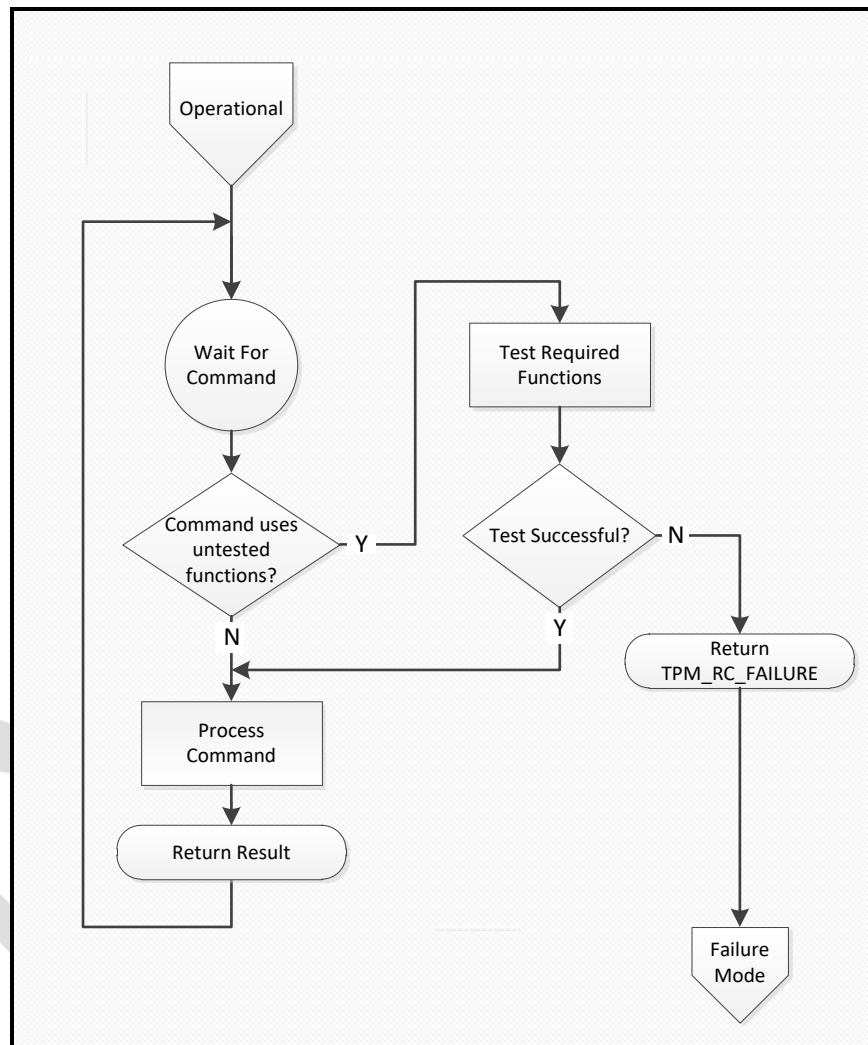 Operational
Wait For
Command
Command uses
untested
functions?
Y
N
Test Required
Functions
Test Successful?
N
Y
Return
TPM_RC_FAILURE
Process
Command
Return Result
Failure
Mode